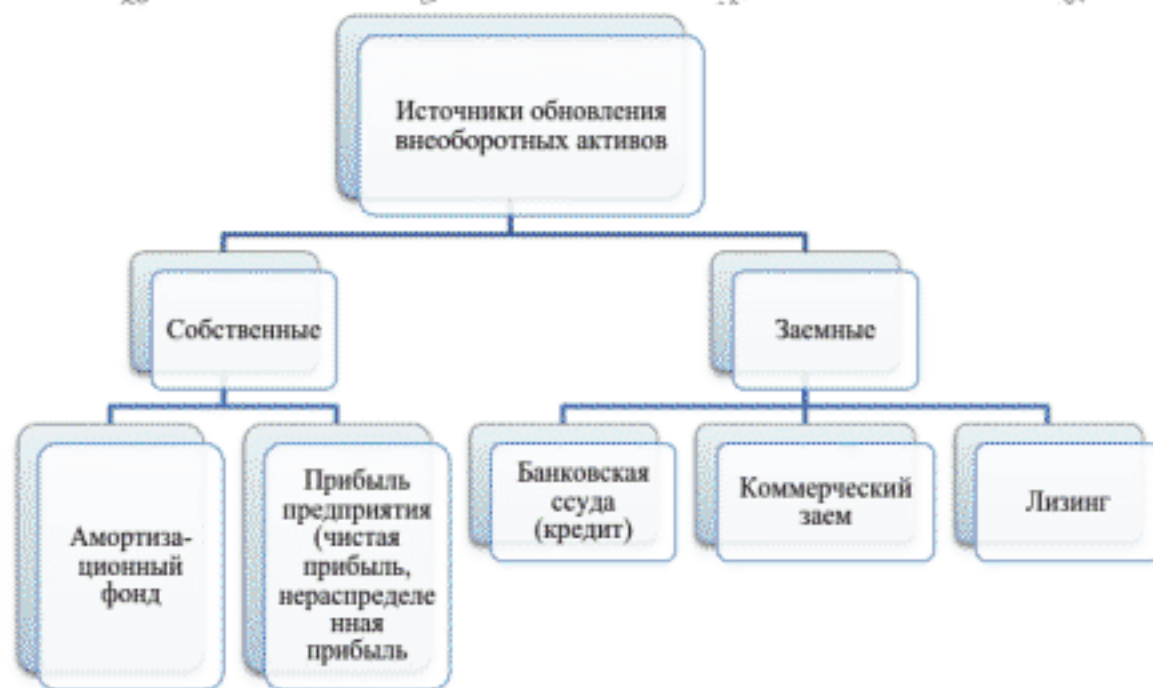 Источники обновления
внеоборотных активов
Собственные
Заемные
Амортиза-
ционный
фонд
Прибыль
предприятия
(чистая
прибыль,
нераспределе
нная
прибыль
Банковская
ссуда
(кредит)
Коммерческий
заем
Лизинг